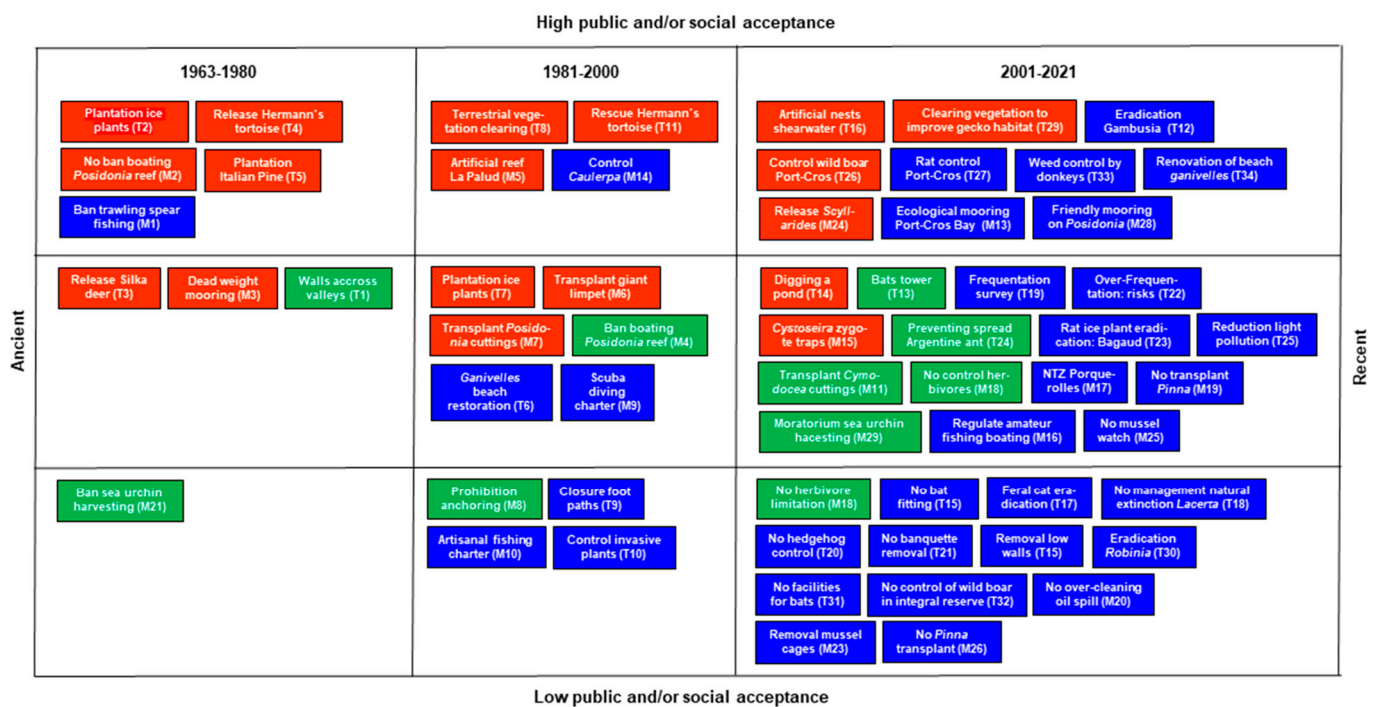 High public and/or social acceptance
1963-1980
1981-2000
2001-2021
Ancient
Recent
Plantation ice
plants (T2)
Release Hermann's
tortoise (T4)
No ban boating
Posidonia reef (M2)
Plantation
Italian Pine (T5)
Ban trawling spear
fishing (M1)
Terrestrial vege-
tation clearing (T8)
Rescue Hermann's
tortoise (T11)
Artificial reef
La Palud (M5)
Control
Caulerpa (M14)
Artificial nests
shearwater (T16)
Clearing vegetation to
improve gecko habitat (T29)
Eradication
Gambusia (T12)
Control wild boar
Port-Cros (T26)
Rat control
Port-Cros (T27)
Weed control by
donkeys (T33)
Renovation of beach
ganivelles (T34)
Release Scyll-
arides (M24)
Ecological mooring
Port-Cros Bay (M13)
Friendly mooring
on Posidonia (M28)
Release Silka
deer (T3)
Dead weight
mooring (M3)
Walls accross
valleys (T1)
Plantation ice
plants (T7)
Transplant giant
limpet (M6)
Transplant Posido-
nia cuttings (M7)
Ban boating
Posidonia reef (M4)
Ganivelles
beach
restoration (T6)
Scuba
diving
charter (M9)
Digging a
pond (T14)
Bats tower
(T13)
Frequentation
survey (T19)
Over-Frequen-
tation: risks (T22)
Cystoseira zygo-
te traps (M15)
Preventing spread
Argentine ant (T24)
Rat ice plant eradi-
cation: Bagaud (T23)
Reduction light
pollution (T25)
Transplant Cymo-
docea cuttings (M11)
No control her-
bivores (M18)
NTZ Porque-
rolles (M17)
No transplant
Pinna (M19)
Moratorium sea urchin
hacesting (M29)
Regulate amateur
fishing boating (M16)
No mussel
watch (M25)
Ban sea urchin
harvesting (M21)
Prohibition
anchoring (M8)
Closure foot
paths (T9)
Artisanal fishing
charter (M10)
Control invasive
plants (T10)
No herbivore
limitation (M18)
No bat
fitting (T15)
Feral cat era-
dication (T17)
No management natural
extinction Lacerta (T18)
No hedgehog
control (T20)
No banquette
removal (T21)
Removal low
walls (T15)
Eradication
Robinia (T30)
No facilities
for bats (T31)
No control of wild boar
in integral reserve (T32)
No over-cleaning
oil spill (M20)
Removal mussel
cages (M23)
No Pinna
transplant (M26)
Low public and/or social acceptance